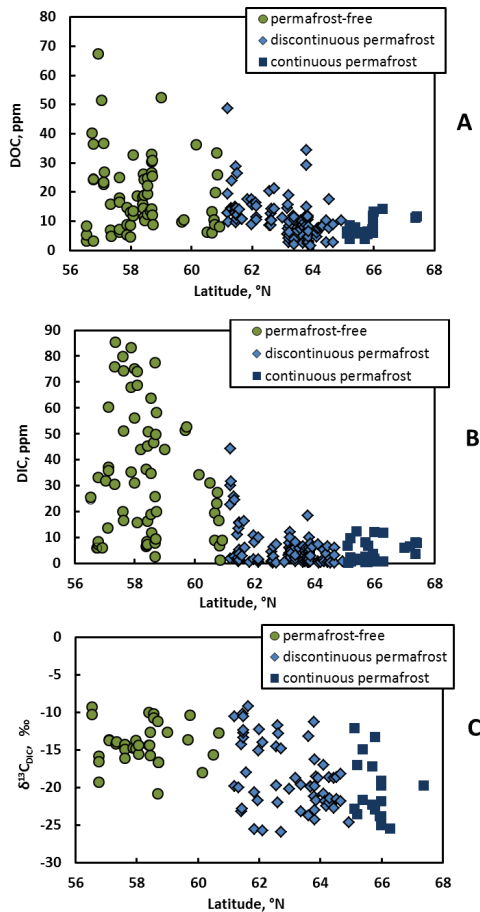 permafrost-free
discontinuous permafrost
continuous permafrost
A
DOC, ppm
80
70
60
50
40
30
20
10
0
56 58 60 62 64 66 68
Latitude, °N
permafrost-free
discontinuous permafrost
continuous permafrost
B
DIC, ppm
90
80
70
60
50
40
30
20
10
0
56 58 60 62 64 66 68
Latitude, °N
permafrost-free
discontinuous permafrost
continuous permafrost
C
δ¹³C_DIC, ‰
0
-5
-10
-15
-20
-25
-30
56 58 60 62 64 66 68
Latitude, °N